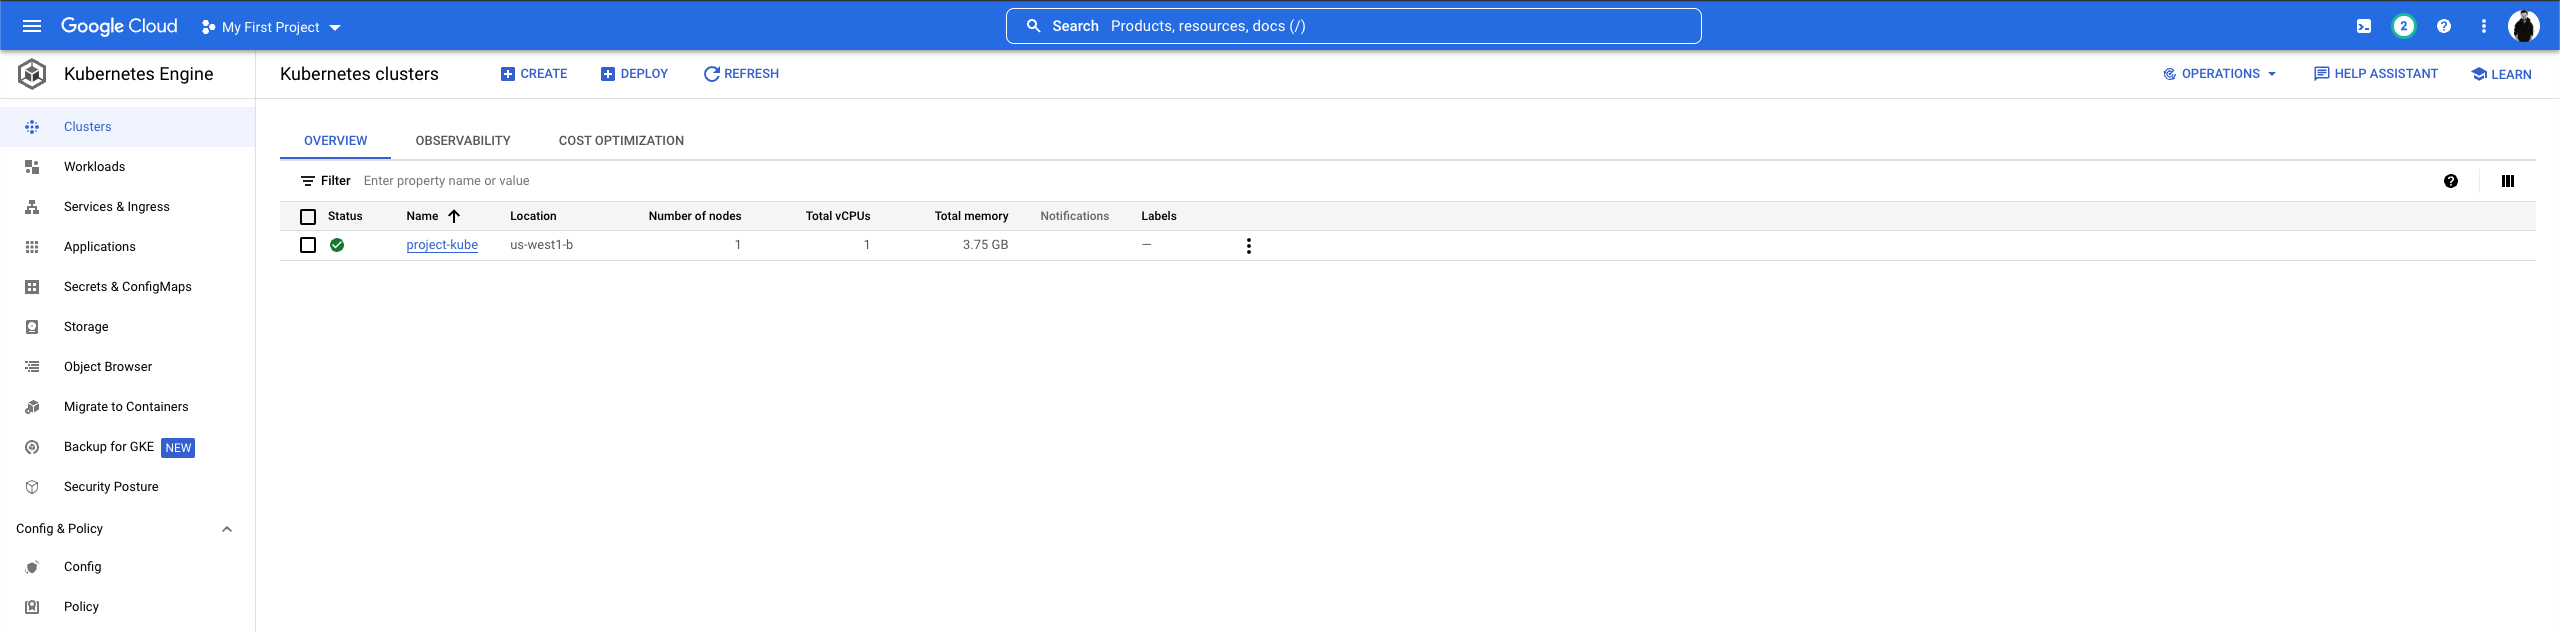 Google Cloud My First Project Search Products, resources, docs (/) 2
Kubernetes Engine
Kubernetes clusters CREATE DEPLOY REFRESH OPERATIONS HELP ASSISTANT LEARN
Clusters
Workloads
Services & Ingress
Applications
Secrets & ConfigMaps
Storage
Object Browser
Migrate to Containers
Backup for GKE NEW
Security Posture
Config & Policy
Config
Policy
OVERVIEW OBSERVABILITY COST OPTIMIZATION
Filter Enter property name or value
Status Name Location Number of nodes Total vCPUs Total memory Notifications Labels
project-kube us-west1-b 1 1 3.75 GB —